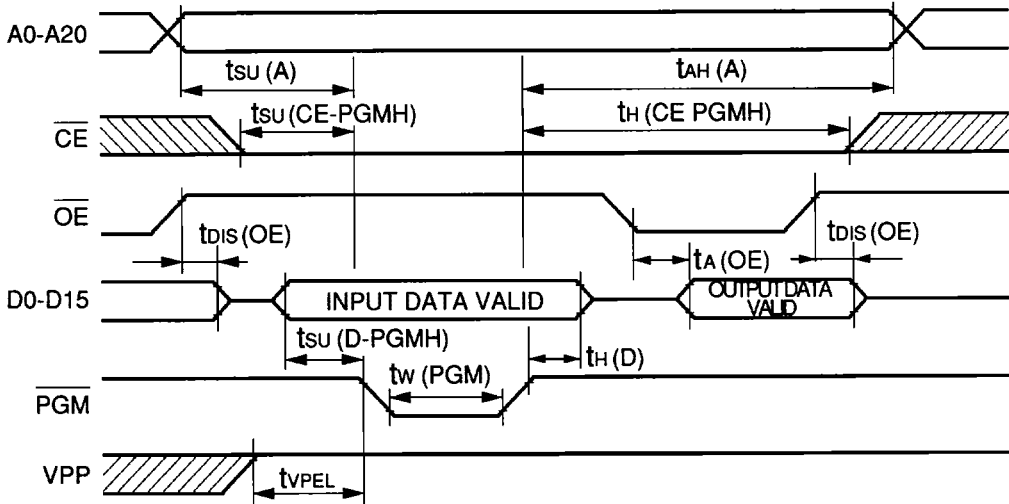 A0-A20
tSU (A)
tAH (A)
tSU (CE-PGMH)
tH (CE PGMH)
CE
OE
tDIS (OE)
tA (OE)
tDIS (OE)
D0-D15
INPUT DATA VALID
OUTPUT DATA
VALID
tSU (D-PGMH)
tH (D)
tW (PGM)
PGM
VPP
tVPEL